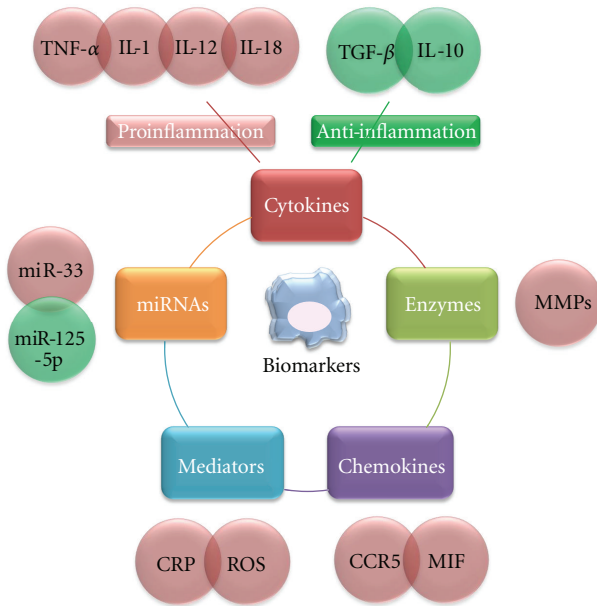 TNF-α IL-1 IL-12 IL-18
TGF-β IL-10
Proinflammation
Anti-inflammation
Cytokines
miR-33
miR-125
-5p
miRNAs
Enzymes
MMPs
Biomarkers
Mediators
Chemokines
CRP ROS
CCR5 MIF